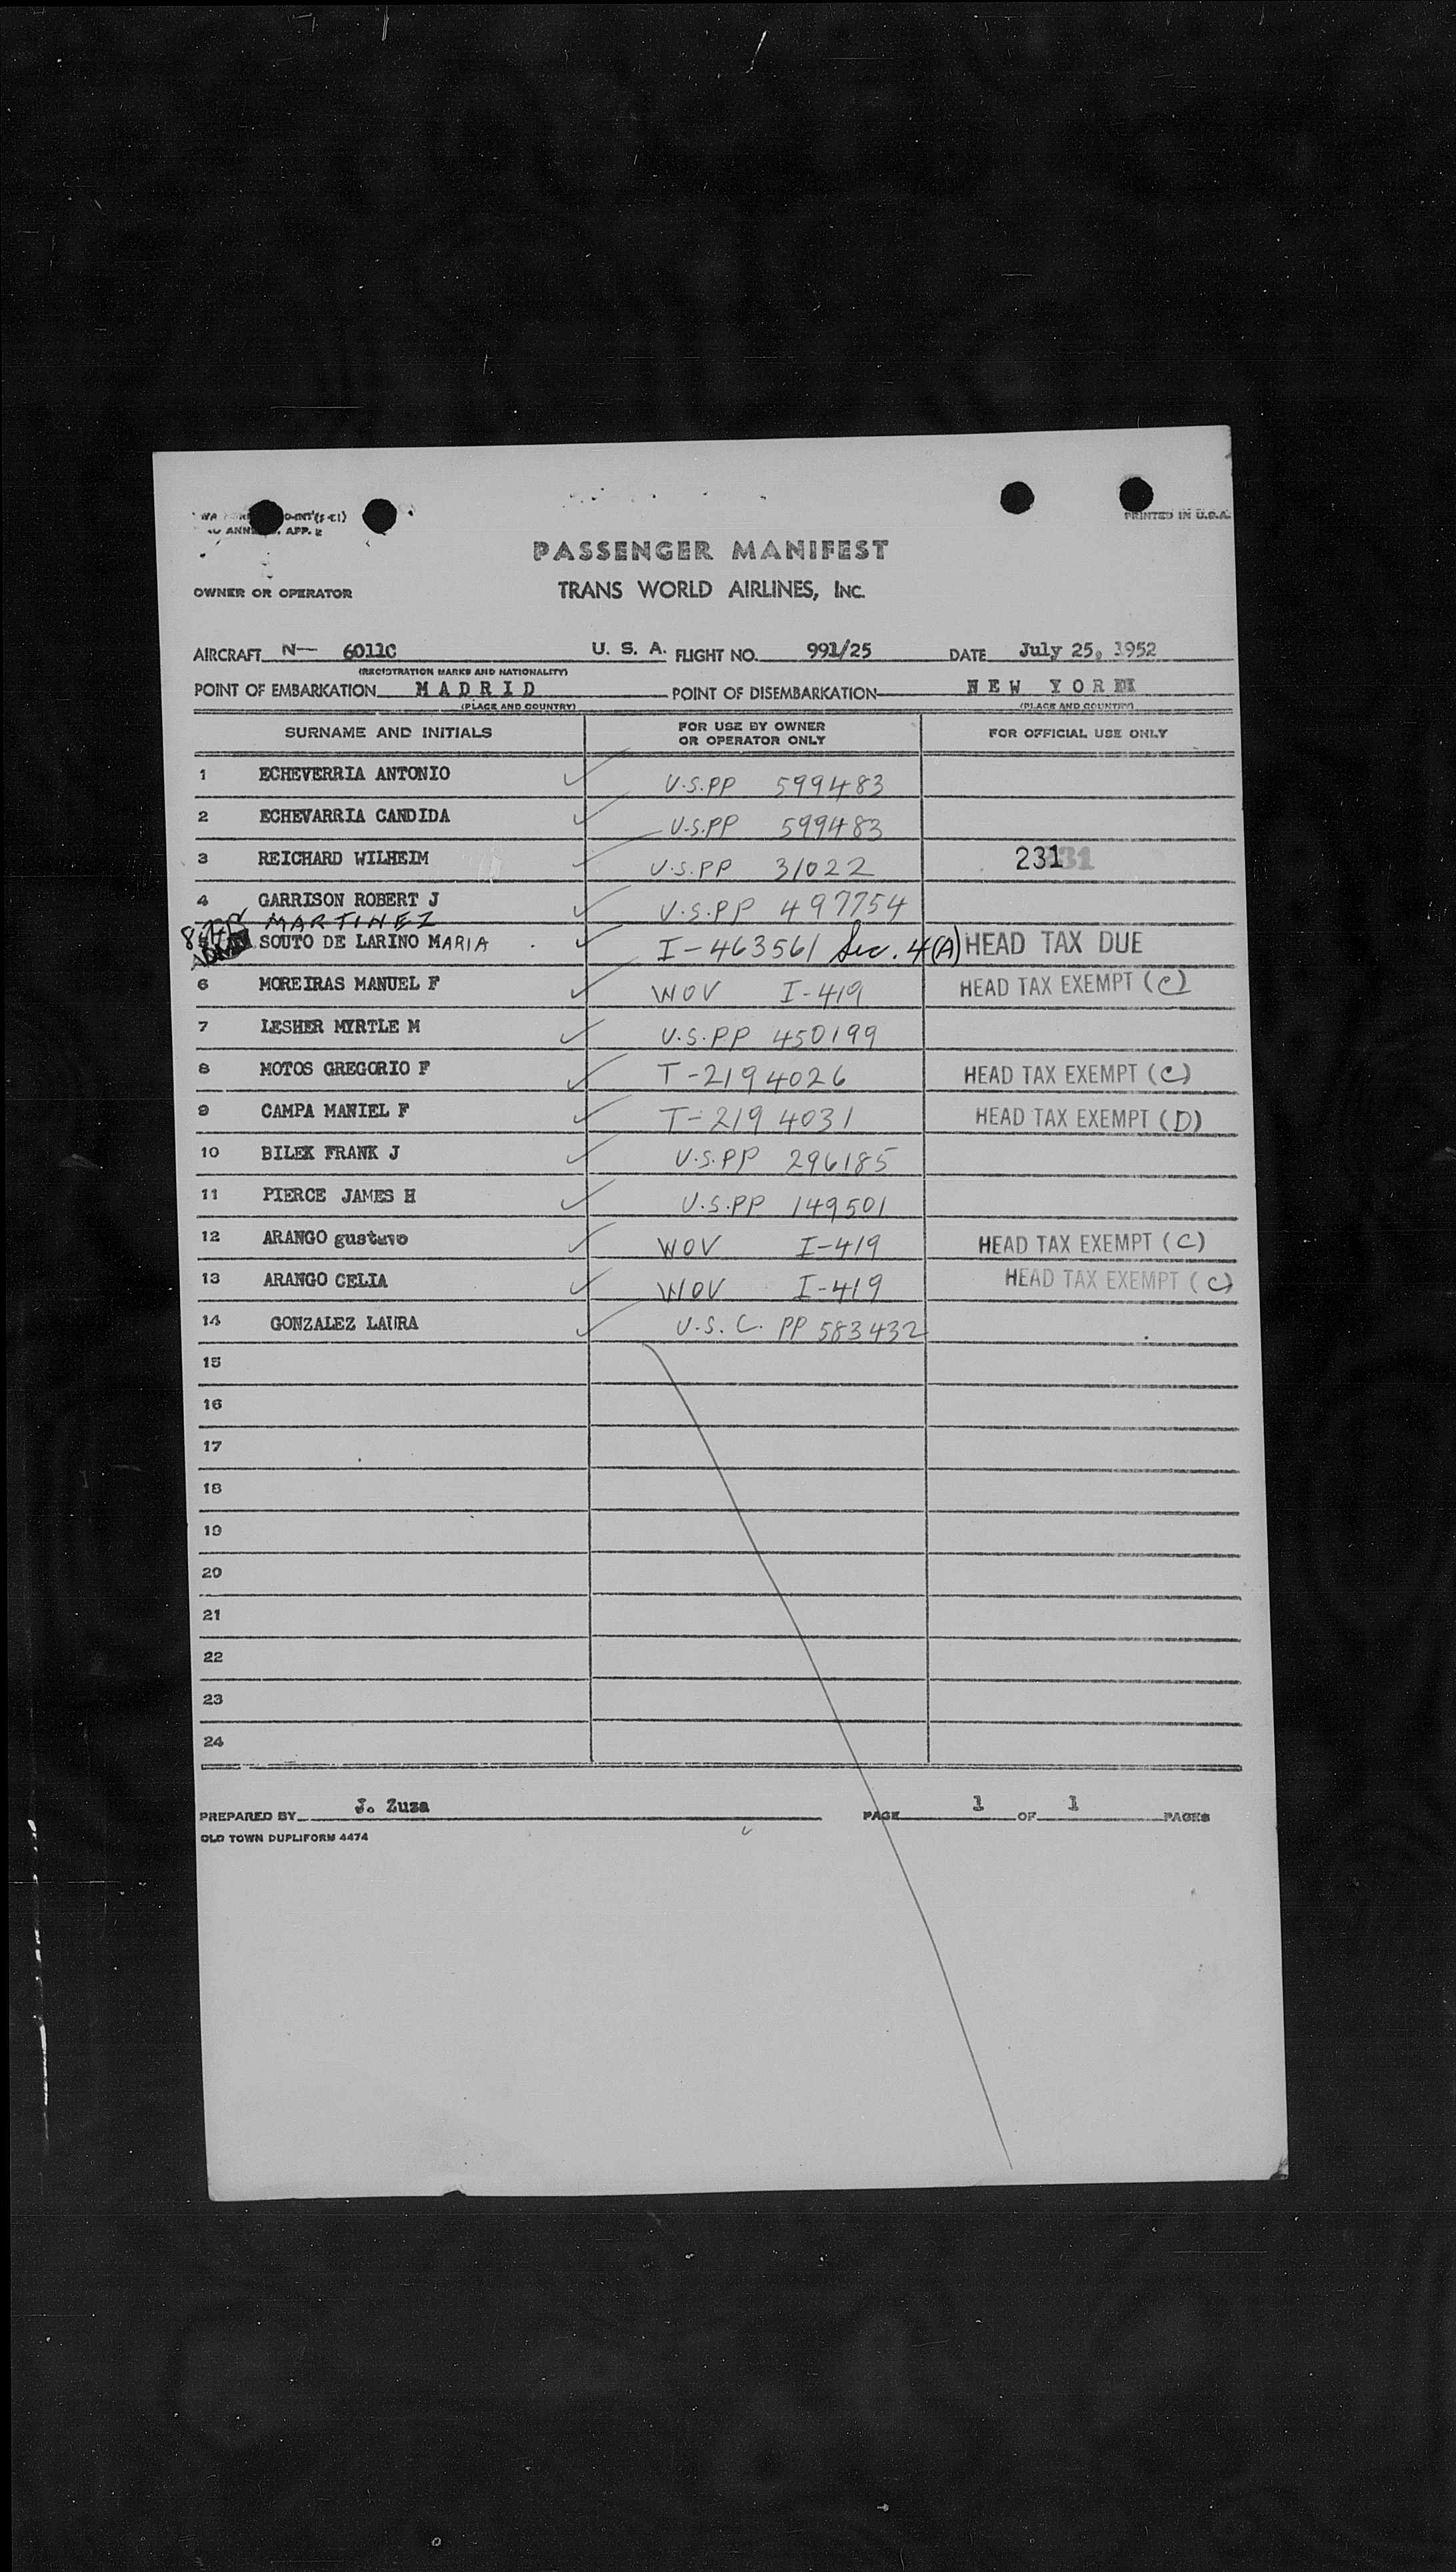 PRINTED IN U.S.A.
ANNE APP. 2
PASSENGER MANIFEST
OWNER OR OPERATOR TRANS WORLD AIRLINES, INC.
AIRCRAFT N— 6011C U. S. A. FLIGHT NO. 991/25 DATE July 25, 1952
(REGISTRATION MARKS AND NATIONALITY)
POINT OF EMBARKATION MADRID POINT OF DISEMBARKATION NEW YORK
(PLACE AND COUNTRY) (PLACE AND COUNTRY)
SURNAME AND INITIALS FOR USE BY OWNER OR OPERATOR ONLY FOR OFFICIAL USE ONLY
1 ECHEVERRIA ANTONIO ✓ U.S.PP 599483
2 ECHEVARRIA CANDIDA ✓ U.S.PP 599483
3 REICHARD WILHEIM ✓ U.S.PP 31022 231
4 GARRISON ROBERT J ✓ U.S.PP 497754
MARTINEZ
5 SOUTO DE LARINO MARIA ✓ I-463561 Sec. 4(A) HEAD TAX DUE
6 MOREIRAS MANUEL F ✓ WOV I-419 HEAD TAX EXEMPT (C)
7 LESHER MYRTLE M ✓ U.S.PP 450199
8 MOTOS GREGORIO F ✓ T-2194026 HEAD TAX EXEMPT (C)
9 CAMPA MANIEL F ✓ T-2194031 HEAD TAX EXEMPT (D)
10 BILEK FRANK J ✓ U.S.PP 296185
11 PIERCE JAMES H ✓ U.S.PP 149501
12 ARANGO gustavo ✓ WOV I-419 HEAD TAX EXEMPT (C)
13 ARANGO CELIA ✓ WOV I-419 HEAD TAX EXEMPT (C)
14 GONZALEZ LAURA ✓ U.S.C. PP 583432
15
16
17
18
19
20
21
22
23
24
PREPARED BY J. Zuza PAGE 1 OF 1 PAGES
OLD TOWN DUPLIFORM 4474